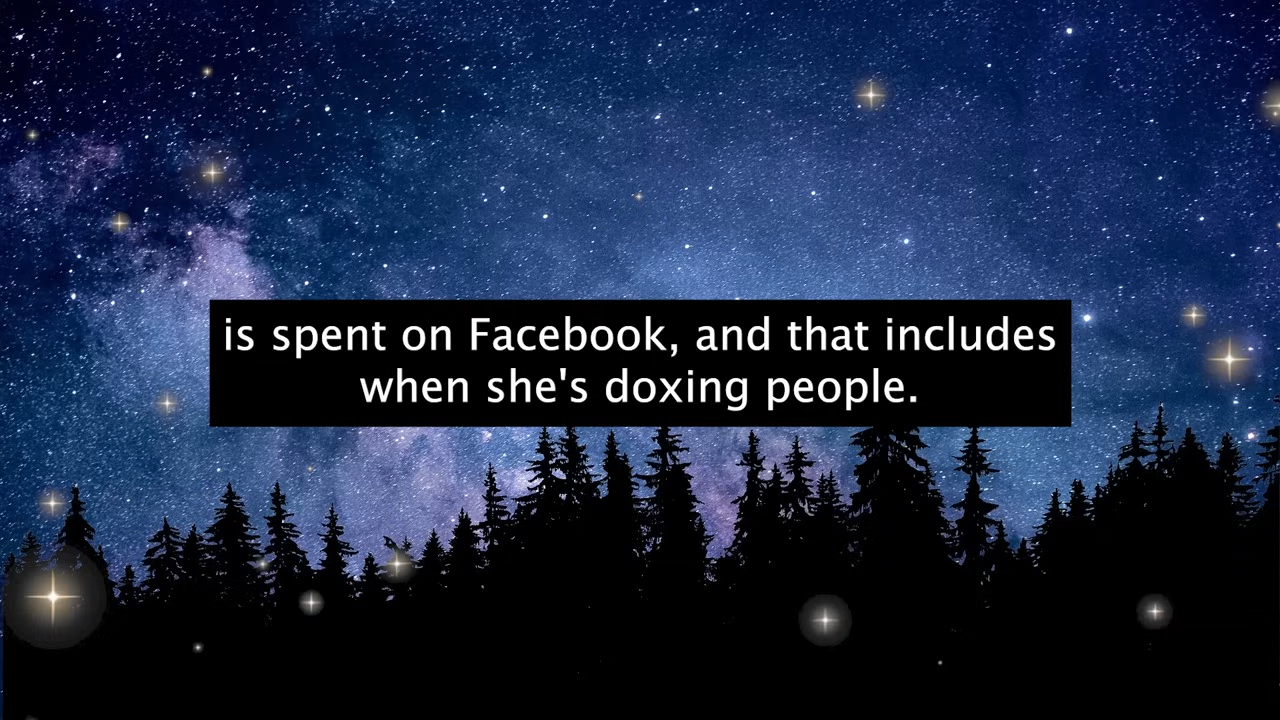 is spent on Facebook, and that includes
when she's doxing people.